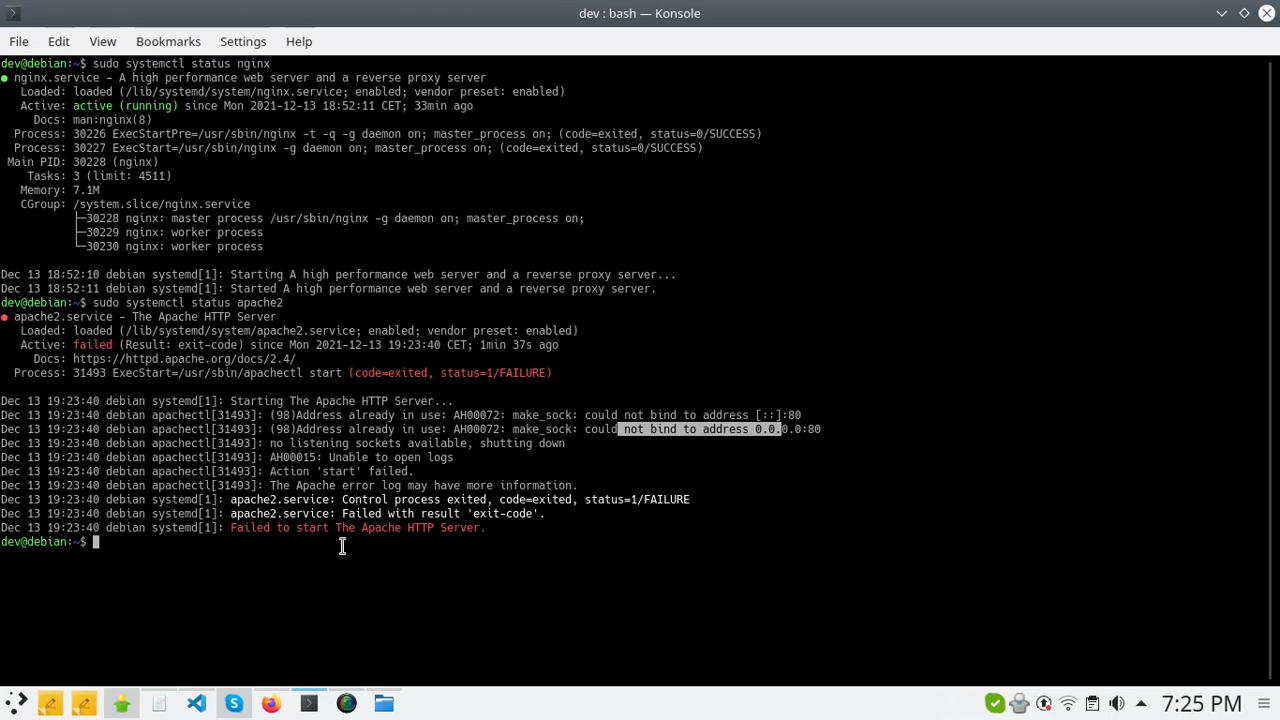 dev : bash — Konsole
File Edit View Bookmarks Settings Help
dev@debian:~$ sudo systemctl status nginx
● nginx.service - A high performance web server and a reverse proxy server
   Loaded: loaded (/lib/systemd/system/nginx.service; enabled; vendor preset: enabled)
   Active: active (running) since Mon 2021-12-13 18:52:11 CET; 33min ago
     Docs: man:nginx(8)
  Process: 30226 ExecStartPre=/usr/sbin/nginx -t -q -g daemon on; master_process on; (code=exited, status=0/SUCCESS)
  Process: 30227 ExecStart=/usr/sbin/nginx -g daemon on; master_process on; (code=exited, status=0/SUCCESS)
 Main PID: 30228 (nginx)
    Tasks: 3 (limit: 4511)
   Memory: 7.1M
   CGroup: /system.slice/nginx.service
           ├─30228 nginx: master process /usr/sbin/nginx -g daemon on; master_process on;
           ├─30229 nginx: worker process
           └─30230 nginx: worker process
Dec 13 18:52:10 debian systemd[1]: Starting A high performance web server and a reverse proxy server...
Dec 13 18:52:11 debian systemd[1]: Started A high performance web server and a reverse proxy server.
dev@debian:~$ sudo systemctl status apache2
● apache2.service - The Apache HTTP Server
   Loaded: loaded (/lib/systemd/system/apache2.service; enabled; vendor preset: enabled)
   Active: failed (Result: exit-code) since Mon 2021-12-13 19:23:40 CET; 1min 37s ago
     Docs: https://httpd.apache.org/docs/2.4/
  Process: 31493 ExecStart=/usr/sbin/apachectl start (code=exited, status=1/FAILURE)
Dec 13 19:23:40 debian systemd[1]: Starting The Apache HTTP Server...
Dec 13 19:23:40 debian apachectl[31493]: (98)Address already in use: AH00072: make_sock: could not bind to address [::]:80
Dec 13 19:23:40 debian apachectl[31493]: (98)Address already in use: AH00072: make_sock: could not bind to address 0.0.0.0:80
Dec 13 19:23:40 debian apachectl[31493]: no listening sockets available, shutting down
Dec 13 19:23:40 debian apachectl[31493]: AH00015: Unable to open logs
Dec 13 19:23:40 debian apachectl[31493]: Action 'start' failed.
Dec 13 19:23:40 debian apachectl[31493]: The Apache error log may have more information.
Dec 13 19:23:40 debian systemd[1]: apache2.service: Control process exited, code=exited, status=1/FAILURE
Dec 13 19:23:40 debian systemd[1]: apache2.service: Failed with result 'exit-code'.
Dec 13 19:23:40 debian systemd[1]: Failed to start The Apache HTTP Server.
dev@debian:~$
7:25 PM